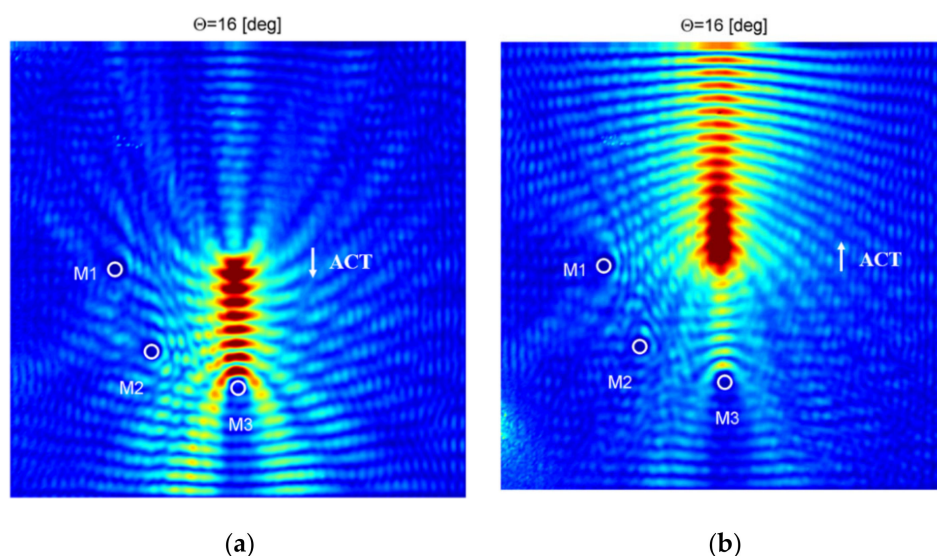 Θ=16 [deg]
Θ=16 [deg]
M1
ACT
M2
M3
M1
ACT
M2
M3
(a)
(b)